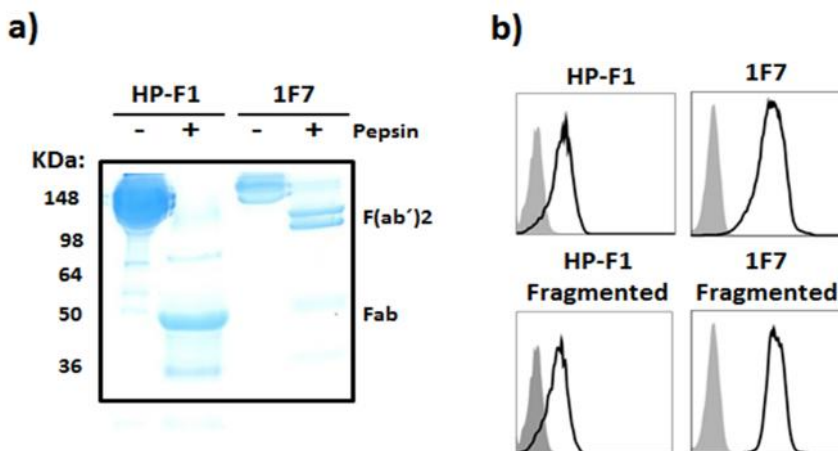 a)
HP-F1 1F7
- + - + Pepsin
KDa:
148
98
64
50
36
F(ab´)2
Fab
b)
HP-F1 1F7
HP-F1 Fragmented
1F7 Fragmented